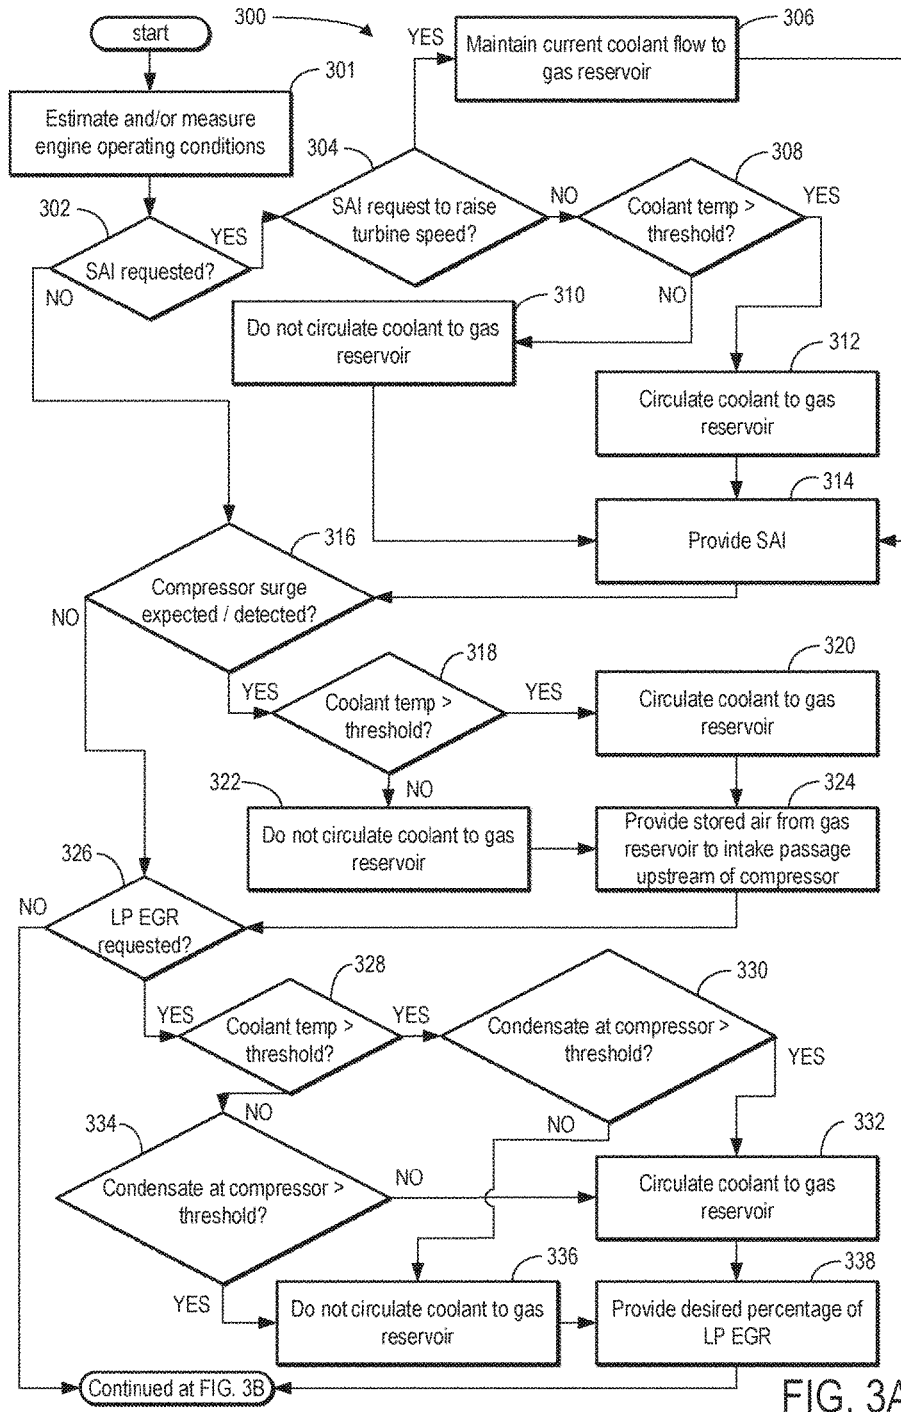 start
300
306
YES
Maintain current coolant flow to
gas reservoir
301
Estimate and/or measure
engine operating conditions
304
SAI request to raise
turbine speed?
NO
308
Coolant temp >
threshold?
YES
NO
302
SAI requested?
YES
NO
310
Do not circulate coolant to gas
reservoir
312
Circulate coolant to gas
reservoir
314
Provide SAI
316
Compressor surge
expected / detected?
NO
YES
318
Coolant temp >
threshold?
YES
NO
320
Circulate coolant to gas
reservoir
322
Do not circulate coolant to gas
reservoir
324
Provide stored air from gas
reservoir to intake passage
upstream of compressor
326
LP EGR
requested?
NO
YES
328
Coolant temp >
threshold?
YES
NO
330
Condensate at compressor >
threshold?
YES
NO
334
Condensate at compressor >
threshold?
NO
YES
332
Circulate coolant to gas
reservoir
336
Do not circulate coolant to gas
reservoir
338
Provide desired percentage of
LP EGR
Continued at FIG. 3B
FIG. 3A